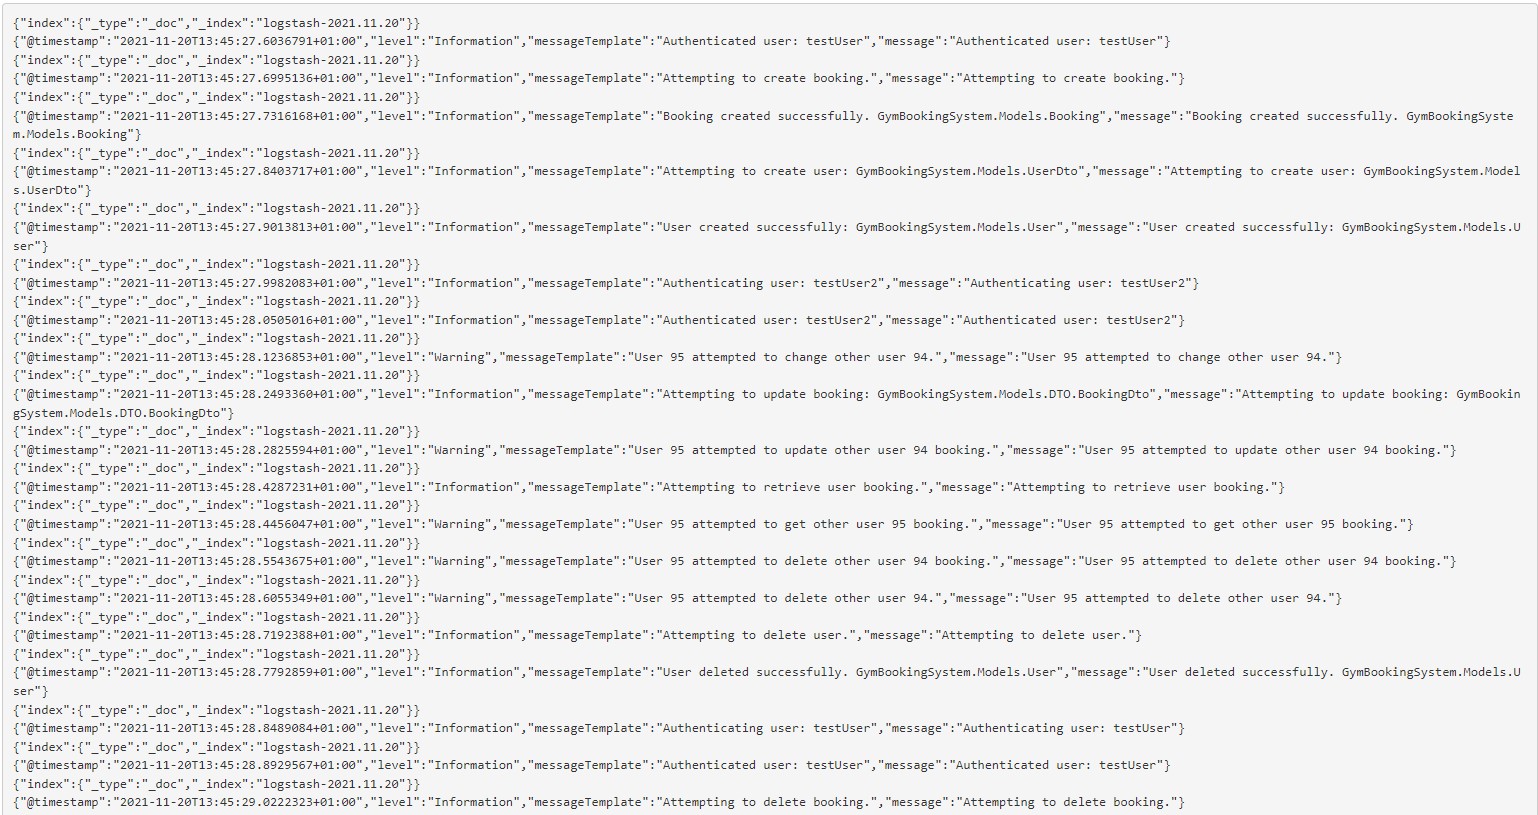 {"index":{"_type":"_doc","_index":"logstash-2021.11.20"}}
{"@timestamp":"2021-11-20T13:45:27.6036791+01:00","level":"Information","messageTemplate":"Authenticated user: testUser","message":"Authenticated user: testUser"}
{"index":{"_type":"_doc","_index":"logstash-2021.11.20"}}
{"@timestamp":"2021-11-20T13:45:27.6995136+01:00","level":"Information","messageTemplate":"Attempting to create booking.","message":"Attempting to create booking."}
{"index":{"_type":"_doc","_index":"logstash-2021.11.20"}}
{"@timestamp":"2021-11-20T13:45:27.7316168+01:00","level":"Information","messageTemplate":"Booking created successfully. GymBookingSystem.Models.Booking","message":"Booking created successfully. GymBookingSyste
m.Models.Booking"}
{"index":{"_type":"_doc","_index":"logstash-2021.11.20"}}
{"@timestamp":"2021-11-20T13:45:27.8403717+01:00","level":"Information","messageTemplate":"Attempting to create user: GymBookingSystem.Models.UserDto","message":"Attempting to create user: GymBookingSystem.Model
s.UserDto"}
{"index":{"_type":"_doc","_index":"logstash-2021.11.20"}}
{"@timestamp":"2021-11-20T13:45:27.9013813+01:00","level":"Information","messageTemplate":"User created successfully: GymBookingSystem.Models.User","message":"User created successfully: GymBookingSystem.Models.U
ser"}
{"index":{"_type":"_doc","_index":"logstash-2021.11.20"}}
{"@timestamp":"2021-11-20T13:45:27.9982083+01:00","level":"Information","messageTemplate":"Authenticating user: testUser2","message":"Authenticating user: testUser2"}
{"index":{"_type":"_doc","_index":"logstash-2021.11.20"}}
{"@timestamp":"2021-11-20T13:45:28.0505016+01:00","level":"Information","messageTemplate":"Authenticated user: testUser2","message":"Authenticated user: testUser2"}
{"index":{"_type":"_doc","_index":"logstash-2021.11.20"}}
{"@timestamp":"2021-11-20T13:45:28.1236853+01:00","level":"Warning","messageTemplate":"User 95 attempted to change other user 94.","message":"User 95 attempted to change other user 94."}
{"index":{"_type":"_doc","_index":"logstash-2021.11.20"}}
{"@timestamp":"2021-11-20T13:45:28.2493360+01:00","level":"Information","messageTemplate":"Attempting to update booking: GymBookingSystem.Models.DTO.BookingDto","message":"Attempting to update booking: GymBookin
gSystem.Models.DTO.BookingDto"}
{"index":{"_type":"_doc","_index":"logstash-2021.11.20"}}
{"@timestamp":"2021-11-20T13:45:28.2825594+01:00","level":"Warning","messageTemplate":"User 95 attempted to update other user 94 booking.","message":"User 95 attempted to update other user 94 booking."}
{"index":{"_type":"_doc","_index":"logstash-2021.11.20"}}
{"@timestamp":"2021-11-20T13:45:28.4287231+01:00","level":"Information","messageTemplate":"Attempting to retrieve user booking.","message":"Attempting to retrieve user booking."}
{"index":{"_type":"_doc","_index":"logstash-2021.11.20"}}
{"@timestamp":"2021-11-20T13:45:28.4456047+01:00","level":"Warning","messageTemplate":"User 95 attempted to get other user 95 booking.","message":"User 95 attempted to get other user 95 booking."}
{"index":{"_type":"_doc","_index":"logstash-2021.11.20"}}
{"@timestamp":"2021-11-20T13:45:28.5543675+01:00","level":"Warning","messageTemplate":"User 95 attempted to delete other user 94 booking.","message":"User 95 attempted to delete other user 94 booking."}
{"index":{"_type":"_doc","_index":"logstash-2021.11.20"}}
{"@timestamp":"2021-11-20T13:45:28.6055349+01:00","level":"Warning","messageTemplate":"User 95 attempted to delete other user 94.","message":"User 95 attempted to delete other user 94."}
{"index":{"_type":"_doc","_index":"logstash-2021.11.20"}}
{"@timestamp":"2021-11-20T13:45:28.7192388+01:00","level":"Information","messageTemplate":"Attempting to delete user.","message":"Attempting to delete user."}
{"index":{"_type":"_doc","_index":"logstash-2021.11.20"}}
{"@timestamp":"2021-11-20T13:45:28.7792859+01:00","level":"Information","messageTemplate":"User deleted successfully. GymBookingSystem.Models.User","message":"User deleted successfully. GymBookingSystem.Models.U
ser"}
{"index":{"_type":"_doc","_index":"logstash-2021.11.20"}}
{"@timestamp":"2021-11-20T13:45:28.8489084+01:00","level":"Information","messageTemplate":"Authenticating user: testUser","message":"Authenticating user: testUser"}
{"index":{"_type":"_doc","_index":"logstash-2021.11.20"}}
{"@timestamp":"2021-11-20T13:45:28.8929567+01:00","level":"Information","messageTemplate":"Authenticated user: testUser","message":"Authenticated user: testUser"}
{"index":{"_type":"_doc","_index":"logstash-2021.11.20"}}
{"@timestamp":"2021-11-20T13:45:29.0222323+01:00","level":"Information","messageTemplate":"Attempting to delete booking.","message":"Attempting to delete booking."}